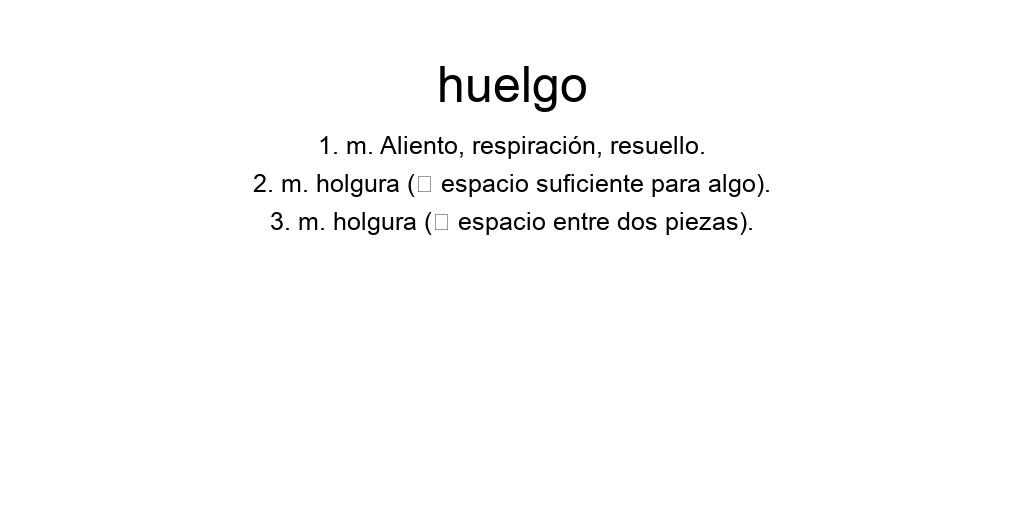 huelgo
1. m. Aliento, respiración, resuello.
2. m. holgura (□ espacio suficiente para algo).
3. m. holgura (□ espacio entre dos piezas).